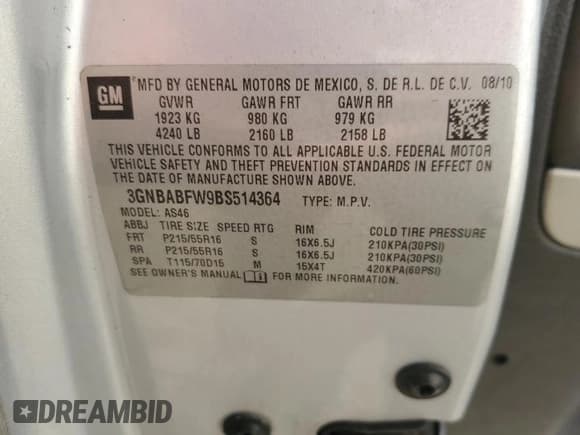 GM
MFD BY GENERAL MOTORS DE MEXICO, S. DE R.L. DE C.V. 08/10
GVWR GAWR FRT GAWR RR
1923 KG 980 KG 979 KG
4240 LB 2160 LB 2158 LB
THIS VEHICLE CONFORMS TO ALL APPLICABLE U.S. FEDERAL MOTOR
VEHICLE SAFETY AND THEFT PREVENTION STANDARDS IN EFFECT ON
THE DATE OF MANUFACTURE SHOWN ABOVE.
3GNBABFW9BS514364 TYPE: M.P.V.
MODEL: AS46
ABBJ TIRE SIZE SPEED RTG RIM COLD TIRE PRESSURE
FRT P215/55R16 S 16X6.5J 210KPA(30PSI)
RR P215/55R16 S 16X6.5J 210KPA(30PSI)
SPA T115/70D15 M 15X4T 420KPA(60PSI)
SEE OWNER'S MANUAL FOR MORE INFORMATION
DREAMBID